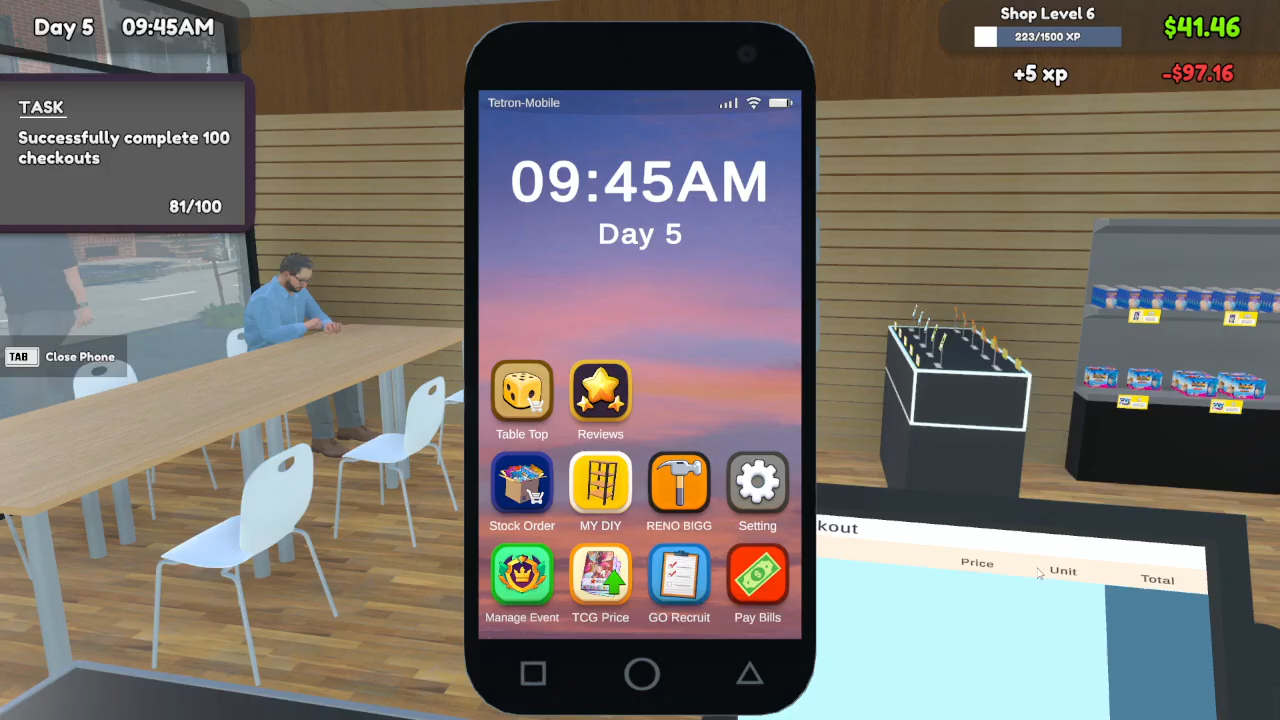 Day 5 09:45AM
Shop Level 6
223/1500 XP
$41.46
+5 xp
-$97.16
TASK
Successfully complete 100
checkouts
81/100
TAB Close Phone
Tetron-Mobile
09:45AM
Day 5
Table Top
Reviews
Stock Order
MY DIY
RENO BIGG
Setting
Manage Event
TCG Price
GO Recruit
Pay Bills
kout
Price Unit Total